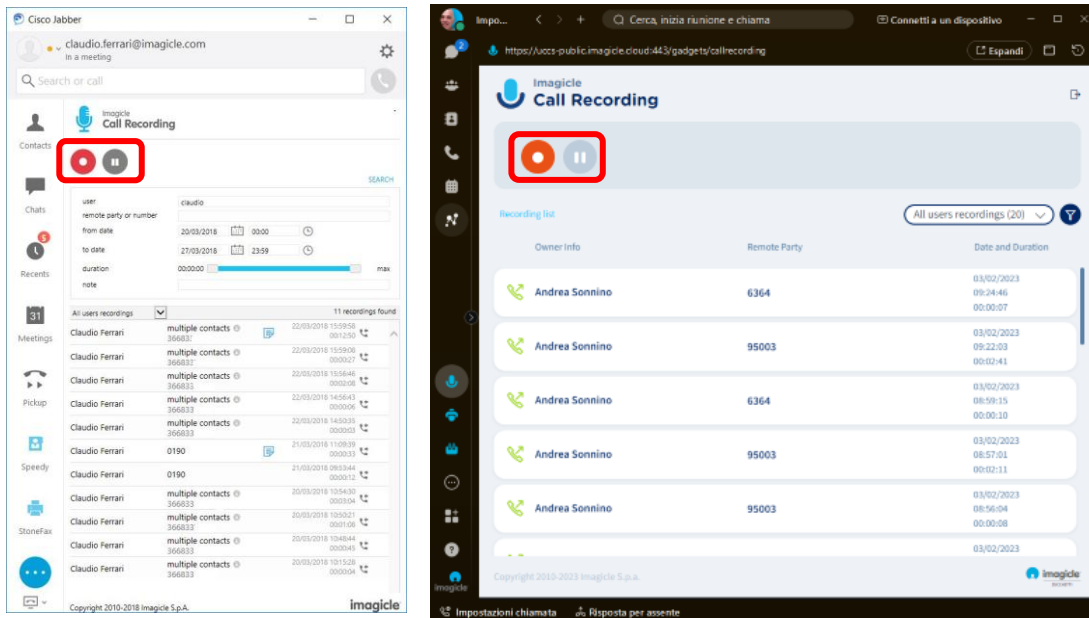 Cisco Jabber
claudio.ferrari@imagicle.com
In a meeting
Search or call
Contacts
Chats
6
Recents
31
Meetings
Pickup
Speedy
StoneFax
imagicle
Call Recording
SEARCH
user claudio
remote party or number
from date 20/03/2018 00:00
to date 27/03/2018 23:59
duration 00:00:00 max
note
All users recordings 11 recordings found
Claudio Ferrari multiple contacts 22/03/2018 15:59:58
36683 00:12:50
Claudio Ferrari multiple contacts 22/03/2018 15:59:08
366833 00:00:27
Claudio Ferrari multiple contacts 22/03/2018 15:56:46
366833 00:02:08
Claudio Ferrari multiple contacts 22/03/2018 14:56:43
366833 00:00:06
Claudio Ferrari multiple contacts 22/03/2018 14:50:35
366833 00:00:03
Claudio Ferrari 0190 21/03/2018 11:09:39
00:00:33
Claudio Ferrari 0190 21/03/2018 09:53:44
00:00:12
Claudio Ferrari multiple contacts 20/03/2018 10:54:30
366833 00:03:04
Claudio Ferrari multiple contacts 20/03/2018 10:50:21
366833 00:01:00
Claudio Ferrari multiple contacts 20/03/2018 10:48:44
366833 00:00:45
Claudio Ferrari multiple contacts 20/03/2018 10:15:28
366833 00:00:04
Copyright 2010-2018 Imagicle S.p.A. imagicle
Impo... Cerca, inizia riunione e chiama Connetti a un dispositivo
2
https://uccs-public.imagicle.cloud:443/gadgets/callrecording Espandi
Imagicle
Call Recording
Recording list All users recordings (20)
Owner Info Remote Party Date and Duration
Andrea Sonnino 6364 03/02/2023
09:24:46
00:00:07
Andrea Sonnino 95003 03/02/2023
09:22:03
00:02:41
Andrea Sonnino 6364 03/02/2023
08:59:15
00:00:10
Andrea Sonnino 95003 03/02/2023
08:57:01
00:02:11
Andrea Sonnino 95003 03/02/2023
08:56:04
00:00:08
03/02/2023
Copyright 2010-2023 Imagicle S.p.a. imagicle
imagicle
Impostazioni chiamata Risposta per assente